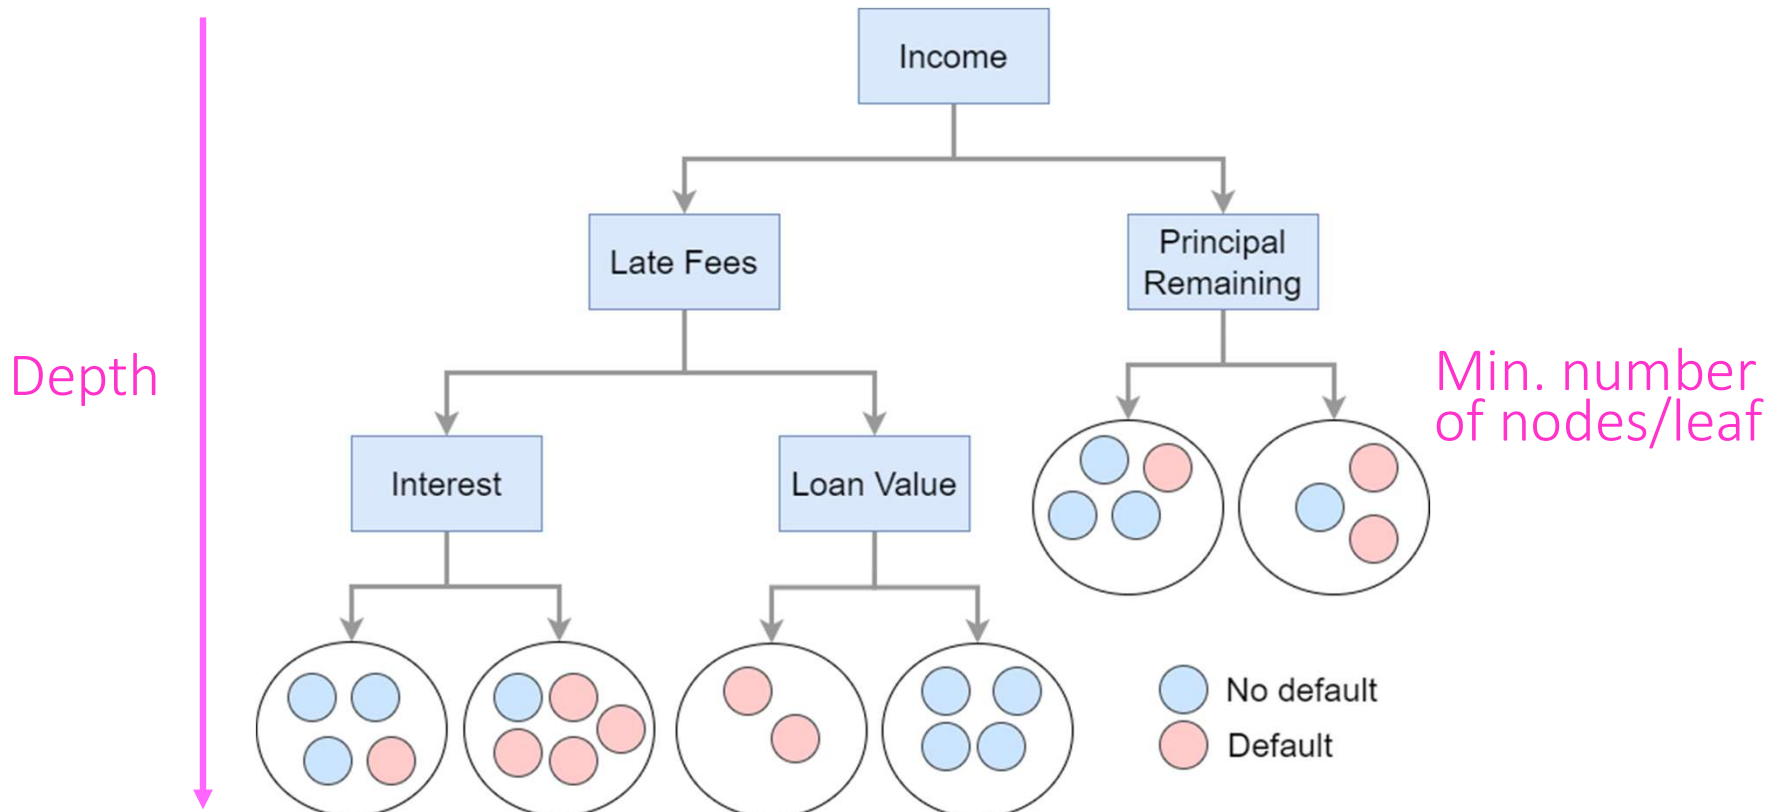 Income
Late Fees
Principal
Remaining
Depth
Min. number
of nodes/leaf
Interest
Loan Value
No default
Default